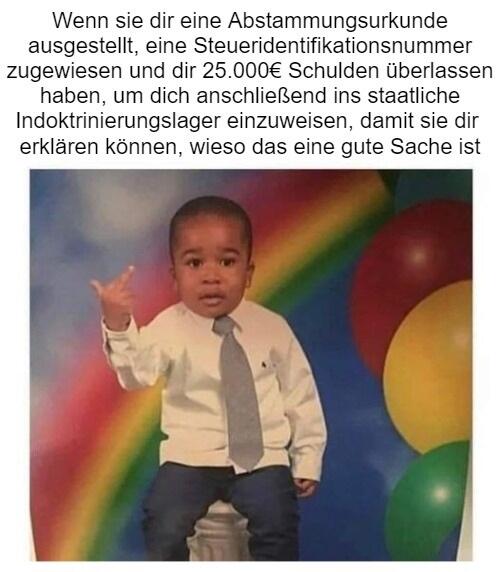 Wenn sie dir eine Abstammungsurkunde
ausgestellt, eine Steueridentifikationsnummer
zugewiesen und dir 25.000€ Schulden überlassen
haben, um dich anschließend ins staatliche
Indoktrinierungslager einzuweisen, damit sie dir
erklären können, wieso das eine gute Sache ist